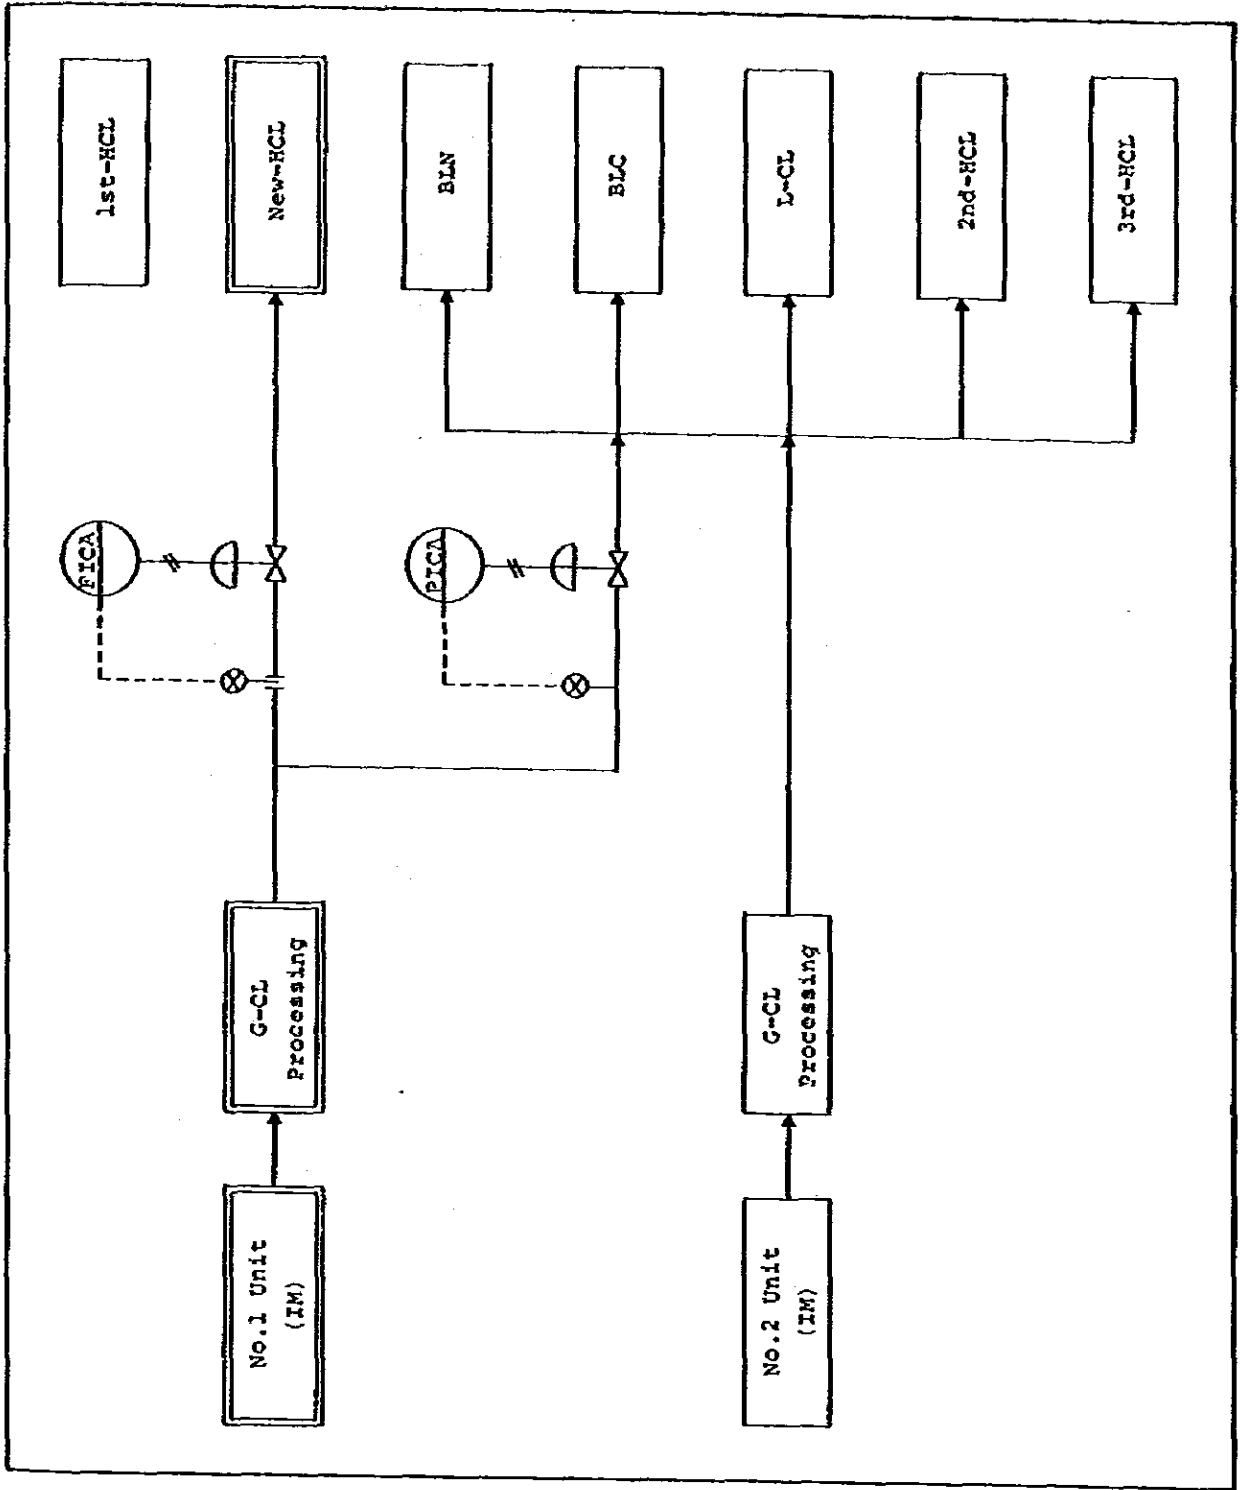 1st-HCL
New-HCL
BLN
BLC
L-CL
2nd-HCL
3rd-HCL
FICA
PICA
G-CL
Processing
G-CL
Processing
No.1 Unit
(IM)
No.2 Unit
(IM)